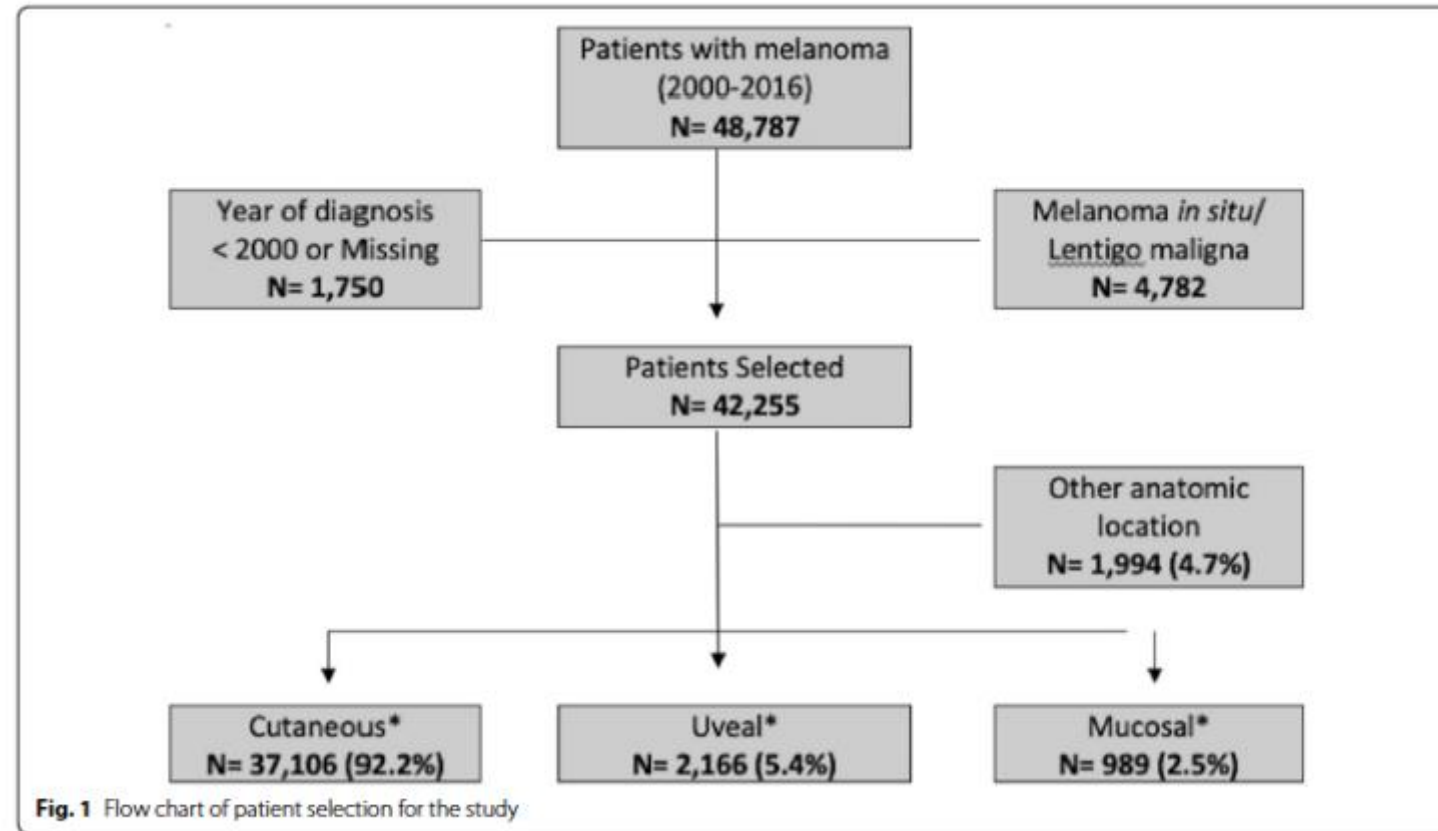 Patients with melanoma
(2000-2016)
N= 48,787
Year of diagnosis
< 2000 or Missing
N= 1,750
Melanoma in situ/
Lentigo maligna
N= 4,782
Patients Selected
N= 42,255
Other anatomic
location
N= 1,994 (4.7%)
Cutaneous*
N= 37,106 (92.2%)
Uveal*
N= 2,166 (5.4%)
Mucosal*
N= 989 (2.5%)
Fig. 1 Flow chart of patient selection for the study